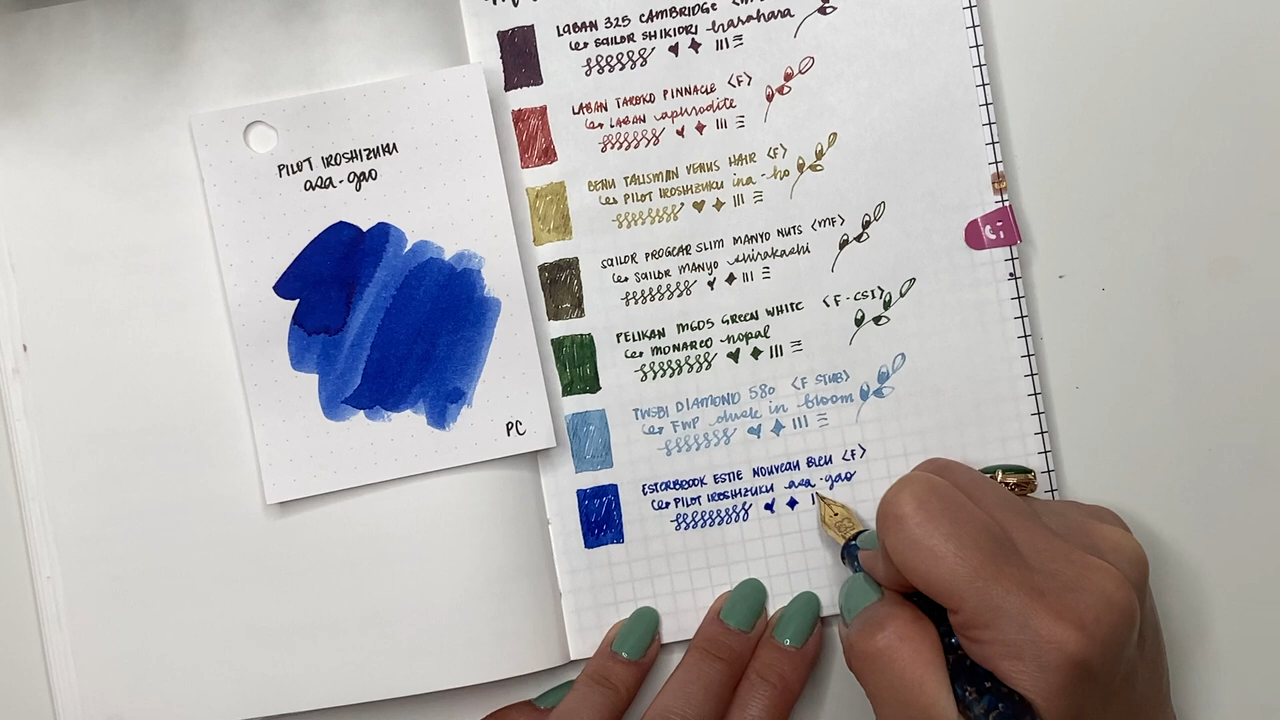 PILOT IROSHIZUKU
asa-gao
PC
LABAN 325 CAMBRIDGE
SAILOR SHIKIORI harahara
LABAN TAROKO PINNACLE <F>
LABAN aphrodite
BENU TALISMAN VENUS HAIR <F>
PILOT IROSHIZUKU ina-ho
SAILOR PROGEAR SLIM MANYO NUTS <MF>
SAILOR MANYO shirakashi
PELIKAN M605 GREEN WHITE <F-CSI>
MONARCO nopal
TWSBI DIAMOND 580 <F STUB>
FWP dusk in bloom
ESTERBROOK ESTIE NOUVEAU BLEU <F>
PILOT IROSHIZUKU asa-gao